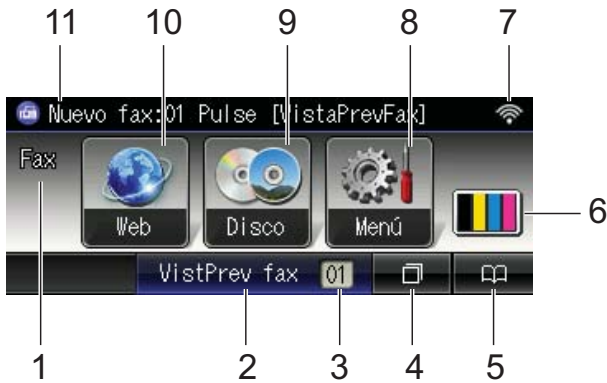 11 10 9 8 7
Nuevo fax:01 Pulse [VistaPrevFax]
Fax
Web Disco Menú
6
VistPrev fax 01
1 2 3 4 5